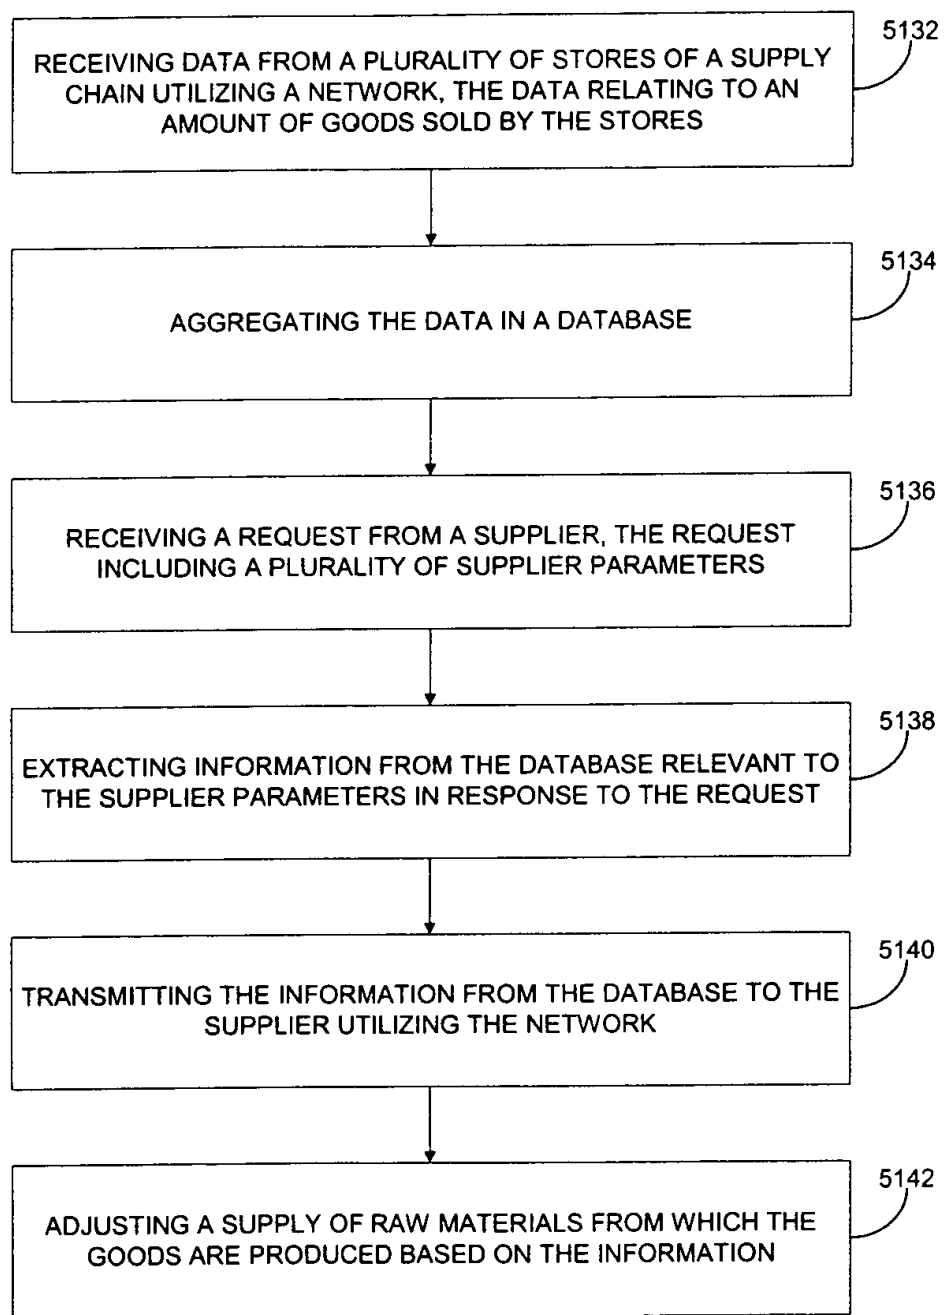 5132
RECEIVING DATA FROM A PLURALITY OF STORES OF A SUPPLY
CHAIN UTILIZING A NETWORK, THE DATA RELATING TO AN
AMOUNT OF GOODS SOLD BY THE STORES
5134
AGGREGATING THE DATA IN A DATABASE
5136
RECEIVING A REQUEST FROM A SUPPLIER, THE REQUEST
INCLUDING A PLURALITY OF SUPPLIER PARAMETERS
5138
EXTRACTING INFORMATION FROM THE DATABASE RELEVANT TO
THE SUPPLIER PARAMETERS IN RESPONSE TO THE REQUEST
5140
TRANSMITTING THE INFORMATION FROM THE DATABASE TO THE
SUPPLIER UTILIZING THE NETWORK
5142
ADJUSTING A SUPPLY OF RAW MATERIALS FROM WHICH THE
GOODS ARE PRODUCED BASED ON THE INFORMATION